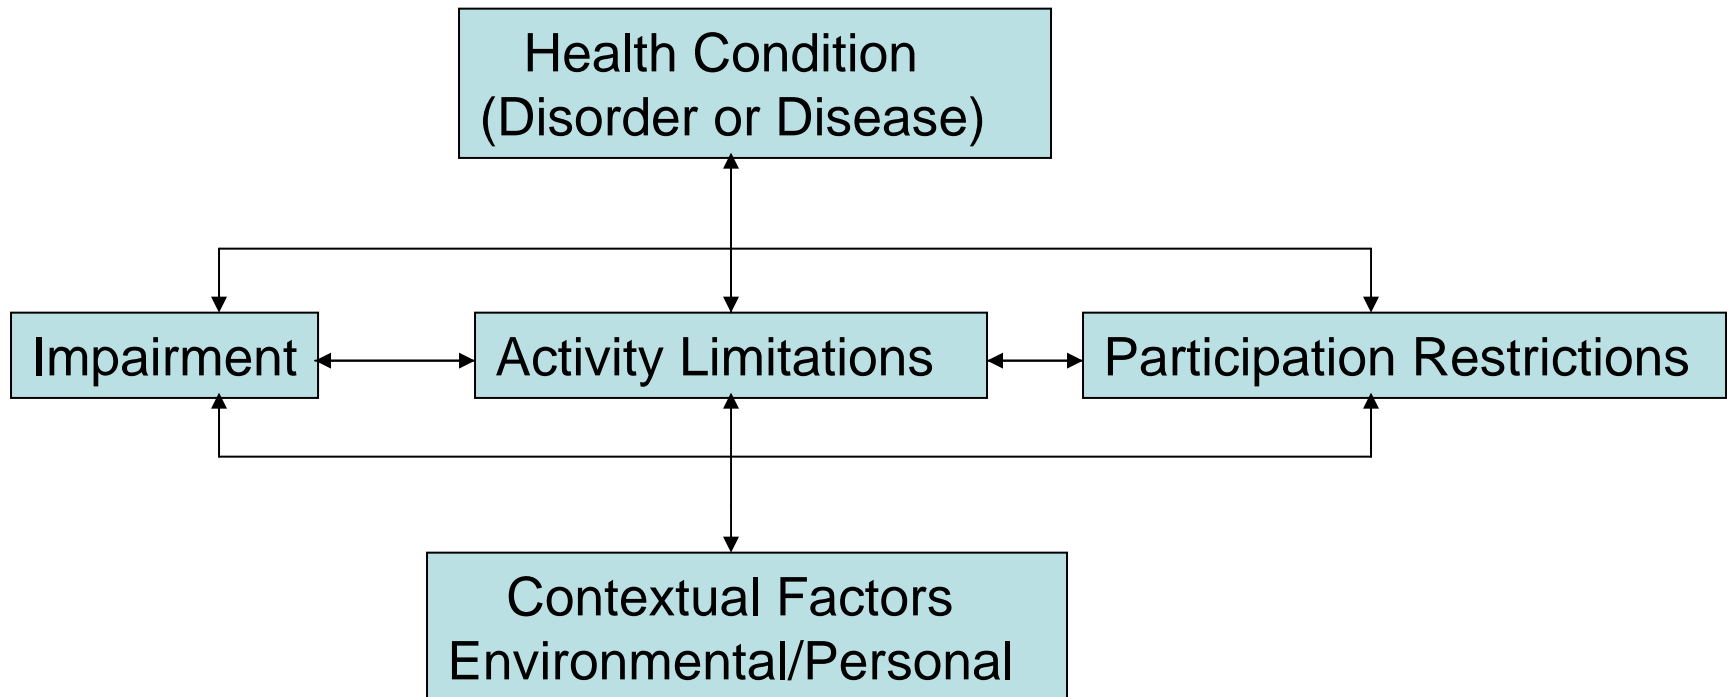 Health Condition
(Disorder or Disease)
Impairment
Activity Limitations
Participation Restrictions
Contextual Factors
Environmental/Personal